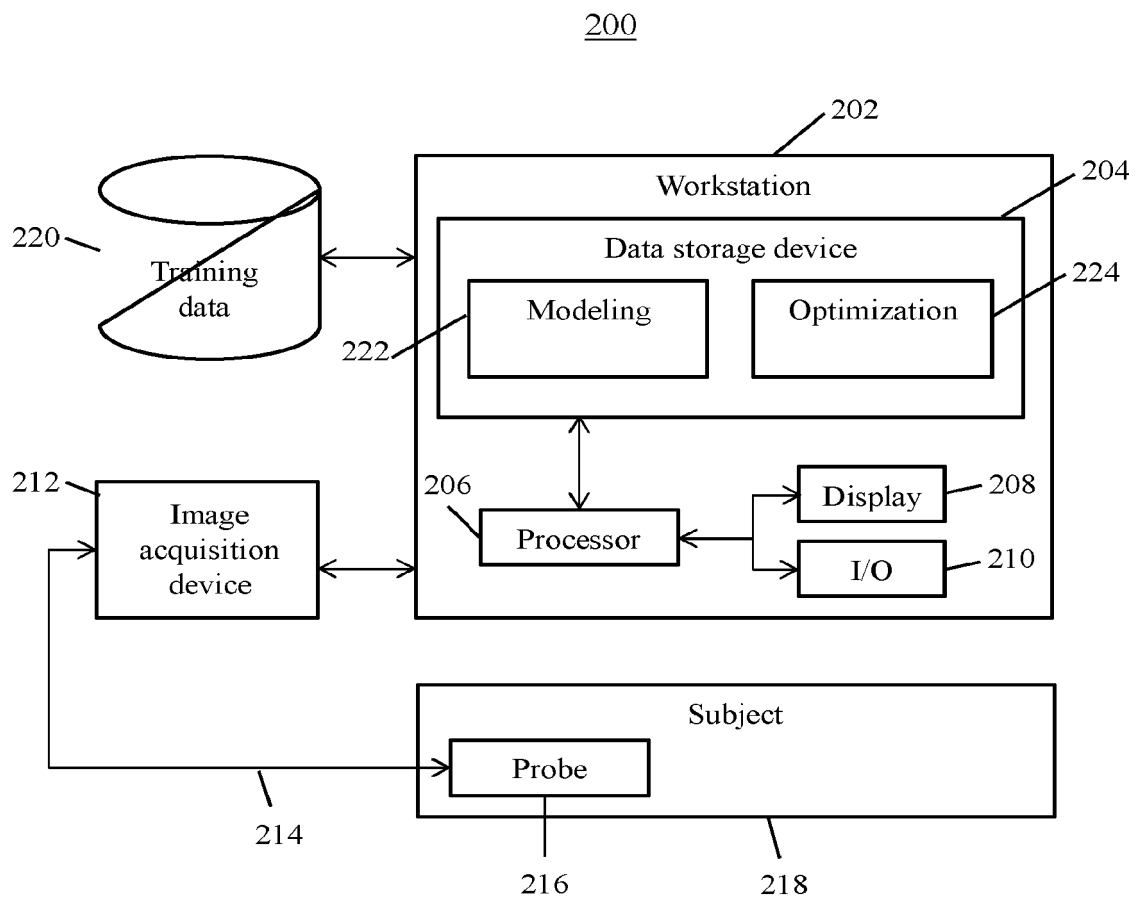 200
202
Workstation
204
220
Training
data
Data storage device
Modeling
Optimization
224
222
212
Image
acquisition
device
206
Processor
Display
208
I/O
210
Subject
Probe
214
216
218